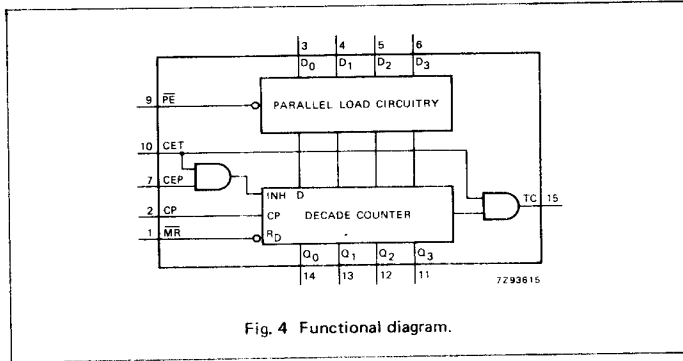 3 4 5 6
D0 D1 D2 D3
9 PE PARALLEL LOAD CIRCUITRY
10 CET
7 CEP
INH D
TC 15
2 CP CP DECADE COUNTER
1 MR RD
Q0 Q1 Q2 Q3
14 13 12 11
7Z93615
Fig. 4 Functional diagram.